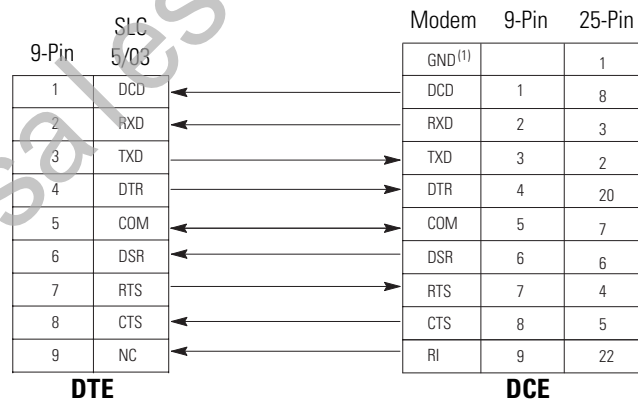 SLC
9-Pin 5/03
Modem 9-Pin 25-Pin
GND(1) 1
1 DCD DCD 1 8
2 RXD RXD 2 3
3 TXD TXD 3 2
4 DTR DTR 4 20
5 COM COM 5 7
6 DSR DSR 6 6
7 RTS RTS 7 4
8 CTS CTS 8 5
9 NC RI 9 22
DTE DCE
sales